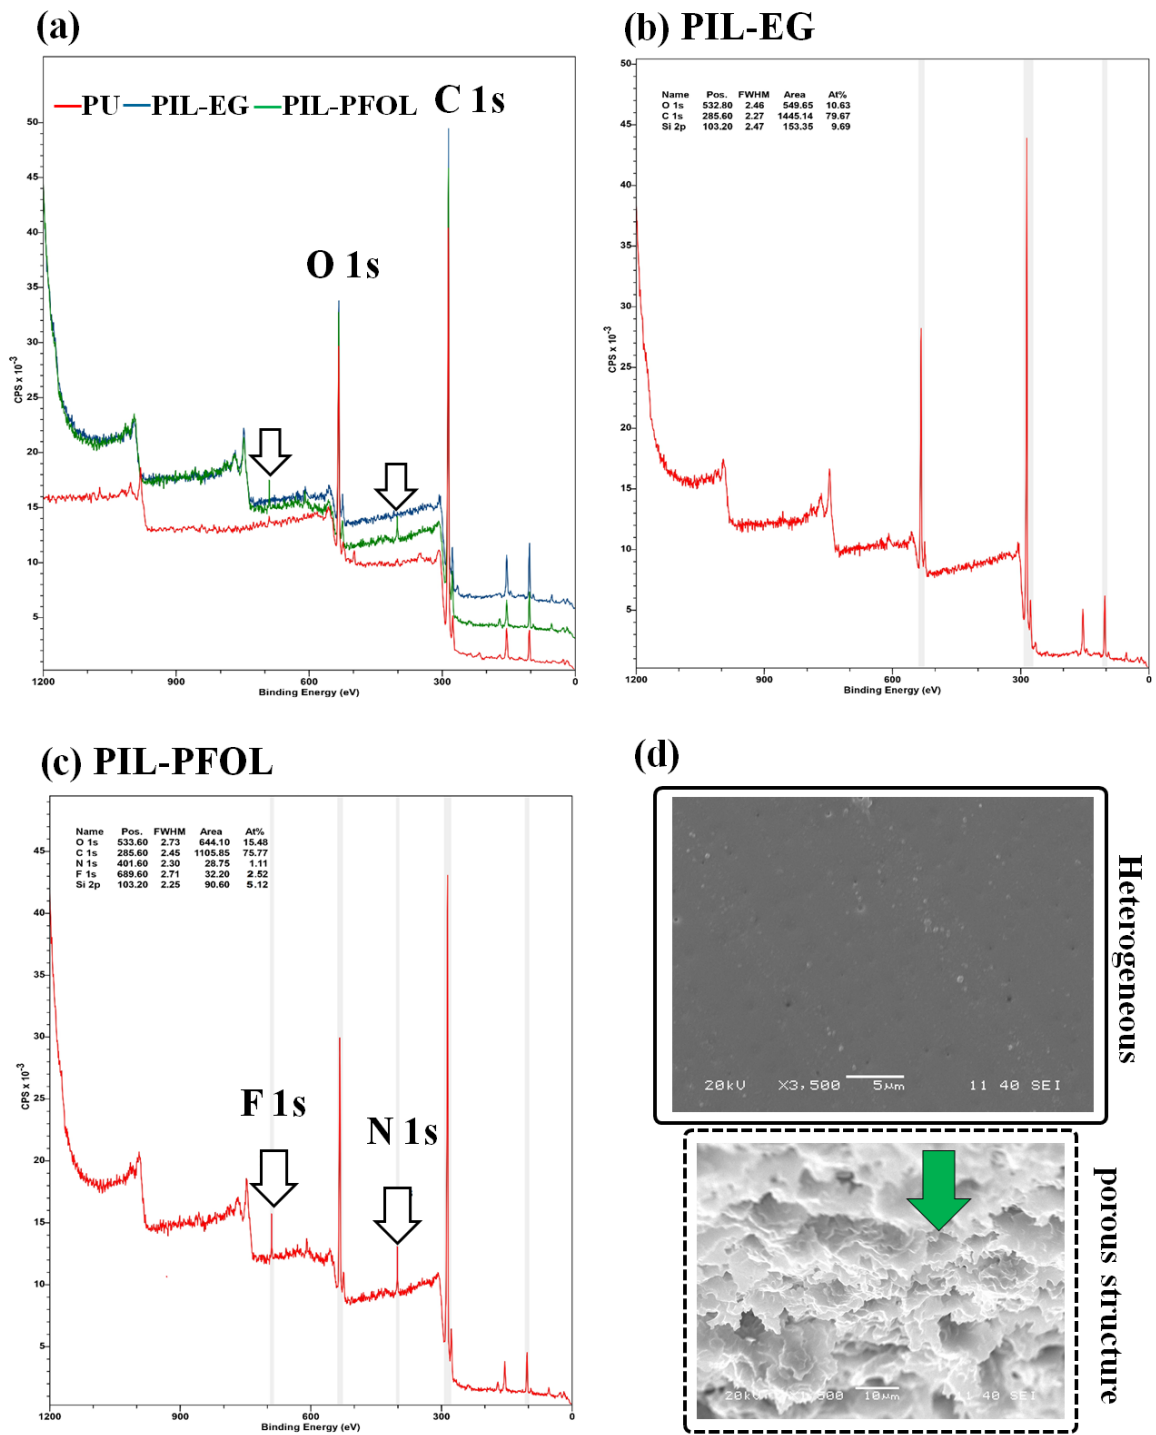 (a)
PU PIL-EG PIL-PFOL
C 1s
O 1s
50
45
40
35
30
25
20
15
10
5
CPS x 10⁻³
1200 900 600 300 0
Binding Energy (eV)
(b) PIL-EG
Name Pos. FWHM Area At%
O 1s 532.80 2.46 549.65 10.63
C 1s 285.60 2.27 1445.14 79.67
Si 2p 103.20 2.47 153.35 9.69
50
45
40
35
30
25
20
15
10
5
CPS x 10⁻³
1200 900 600 300 0
Binding Energy (eV)
(c) PIL-PFOL
Name Pos. FWHM Area At%
O 1s 533.60 2.73 644.10 15.48
C 1s 285.60 2.45 1105.85 75.77
N 1s 401.60 2.30 28.75 1.11
F 1s 689.60 2.71 32.20 2.52
Si 2p 103.20 2.25 90.60 5.12
F 1s
N 1s
45
40
35
30
25
20
15
10
5
CPS x 10⁻³
1200 900 600 300 0
Binding Energy (eV)
(d)
20kV X3,500 5μm 11 40 SEI
Heterogeneous
20kV 10μm 11 40 SEI
porous structure